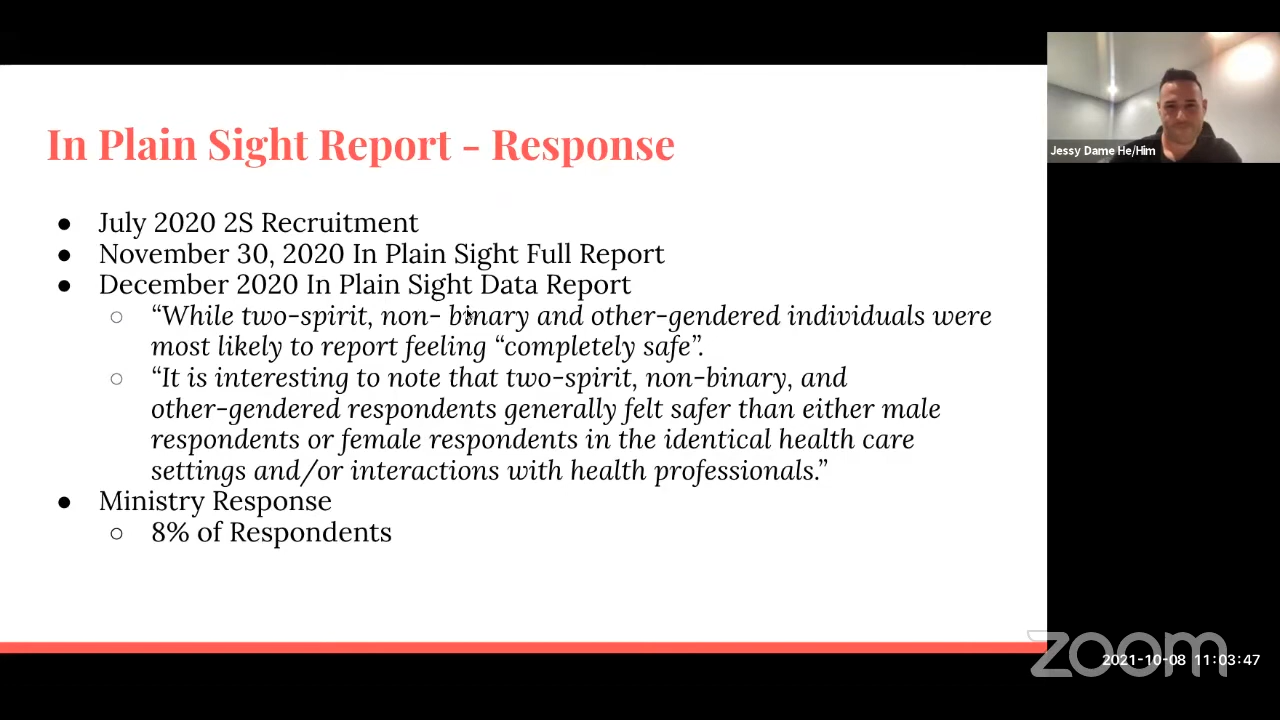 In Plain Sight Report - Response
● July 2020 2S Recruitment
● November 30, 2020 In Plain Sight Full Report
● December 2020 In Plain Sight Data Report
○ “While two-spirit, non- binary and other-gendered individuals were
most likely to report feeling “completely safe”.
○ “It is interesting to note that two-spirit, non-binary, and
other-gendered respondents generally felt safer than either male
respondents or female respondents in the identical health care
settings and/or interactions with health professionals.”
● Ministry Response
○ 8% of Respondents
Jessy Dame He/Him
zoom
2021-10-08 11:03:47